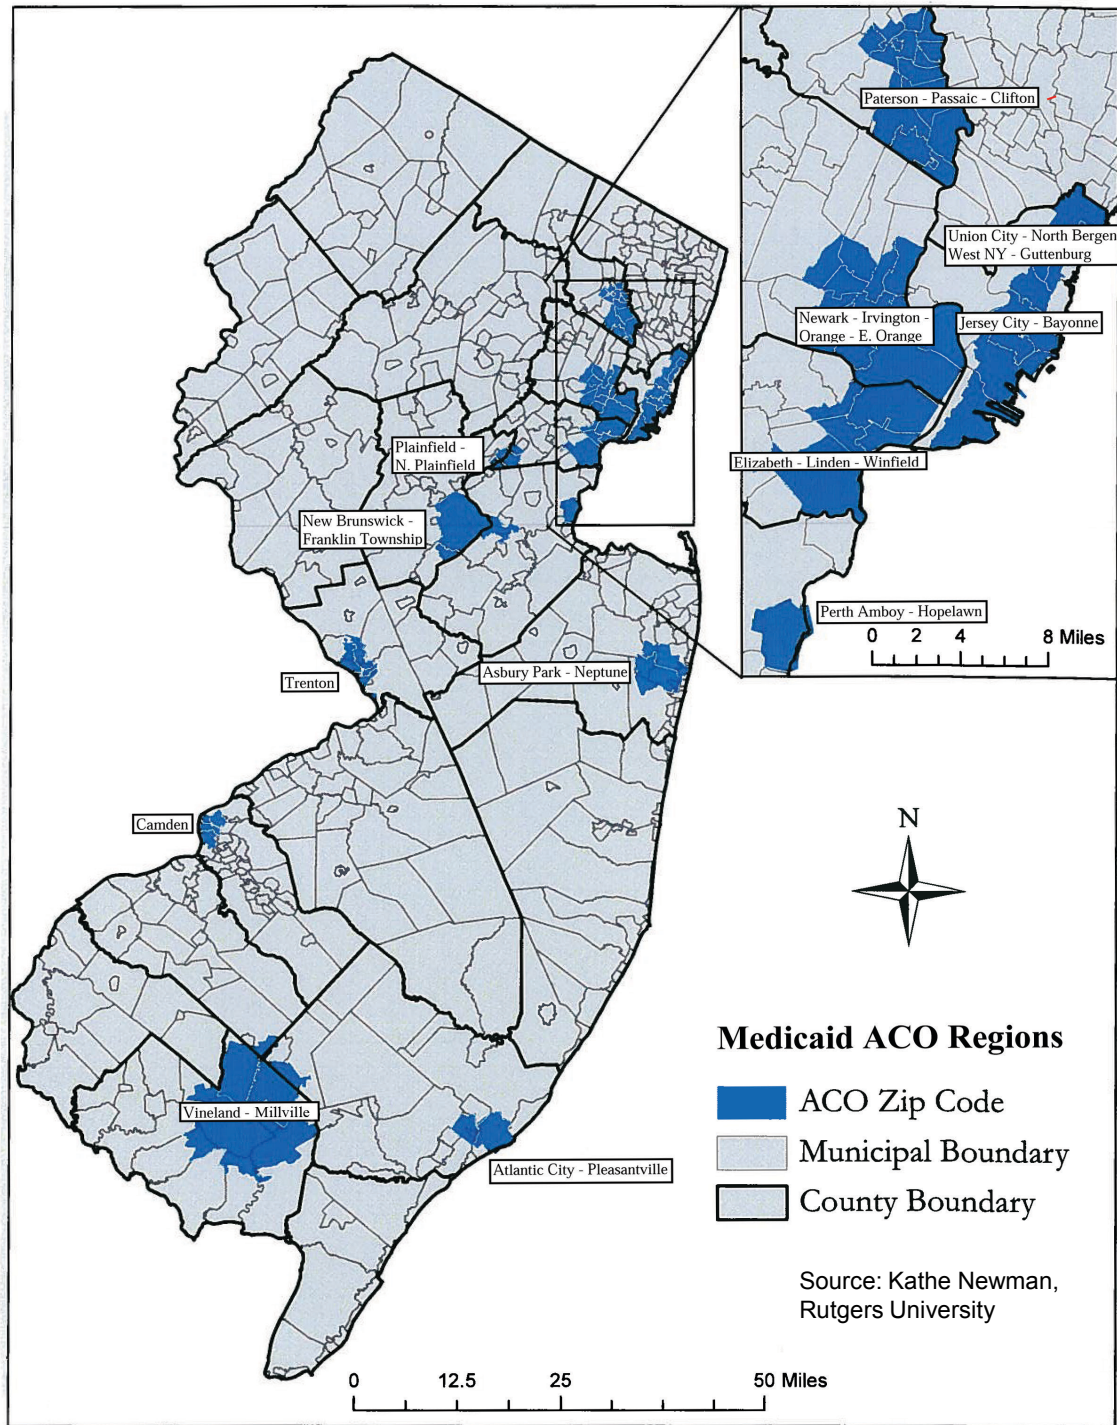 Paterson - Passaic - Clifton
Union City - North Bergen
West NY - Guttenburg
Newark - Irvington -
Orange - E. Orange
Jersey City - Bayonne
Elizabeth - Linden - Winfield
Perth Amboy - Hopelawn
0 2 4 8 Miles
Plainfield -
N. Plainfield
New Brunswick -
Franklin Township
Trenton
Asbury Park - Neptune
Camden
Vineland - Millville
Atlantic City - Pleasantville
N
Medicaid ACO Regions
ACO Zip Code
Municipal Boundary
County Boundary
Source: Kathe Newman,
Rutgers University
0 12.5 25 50 Miles